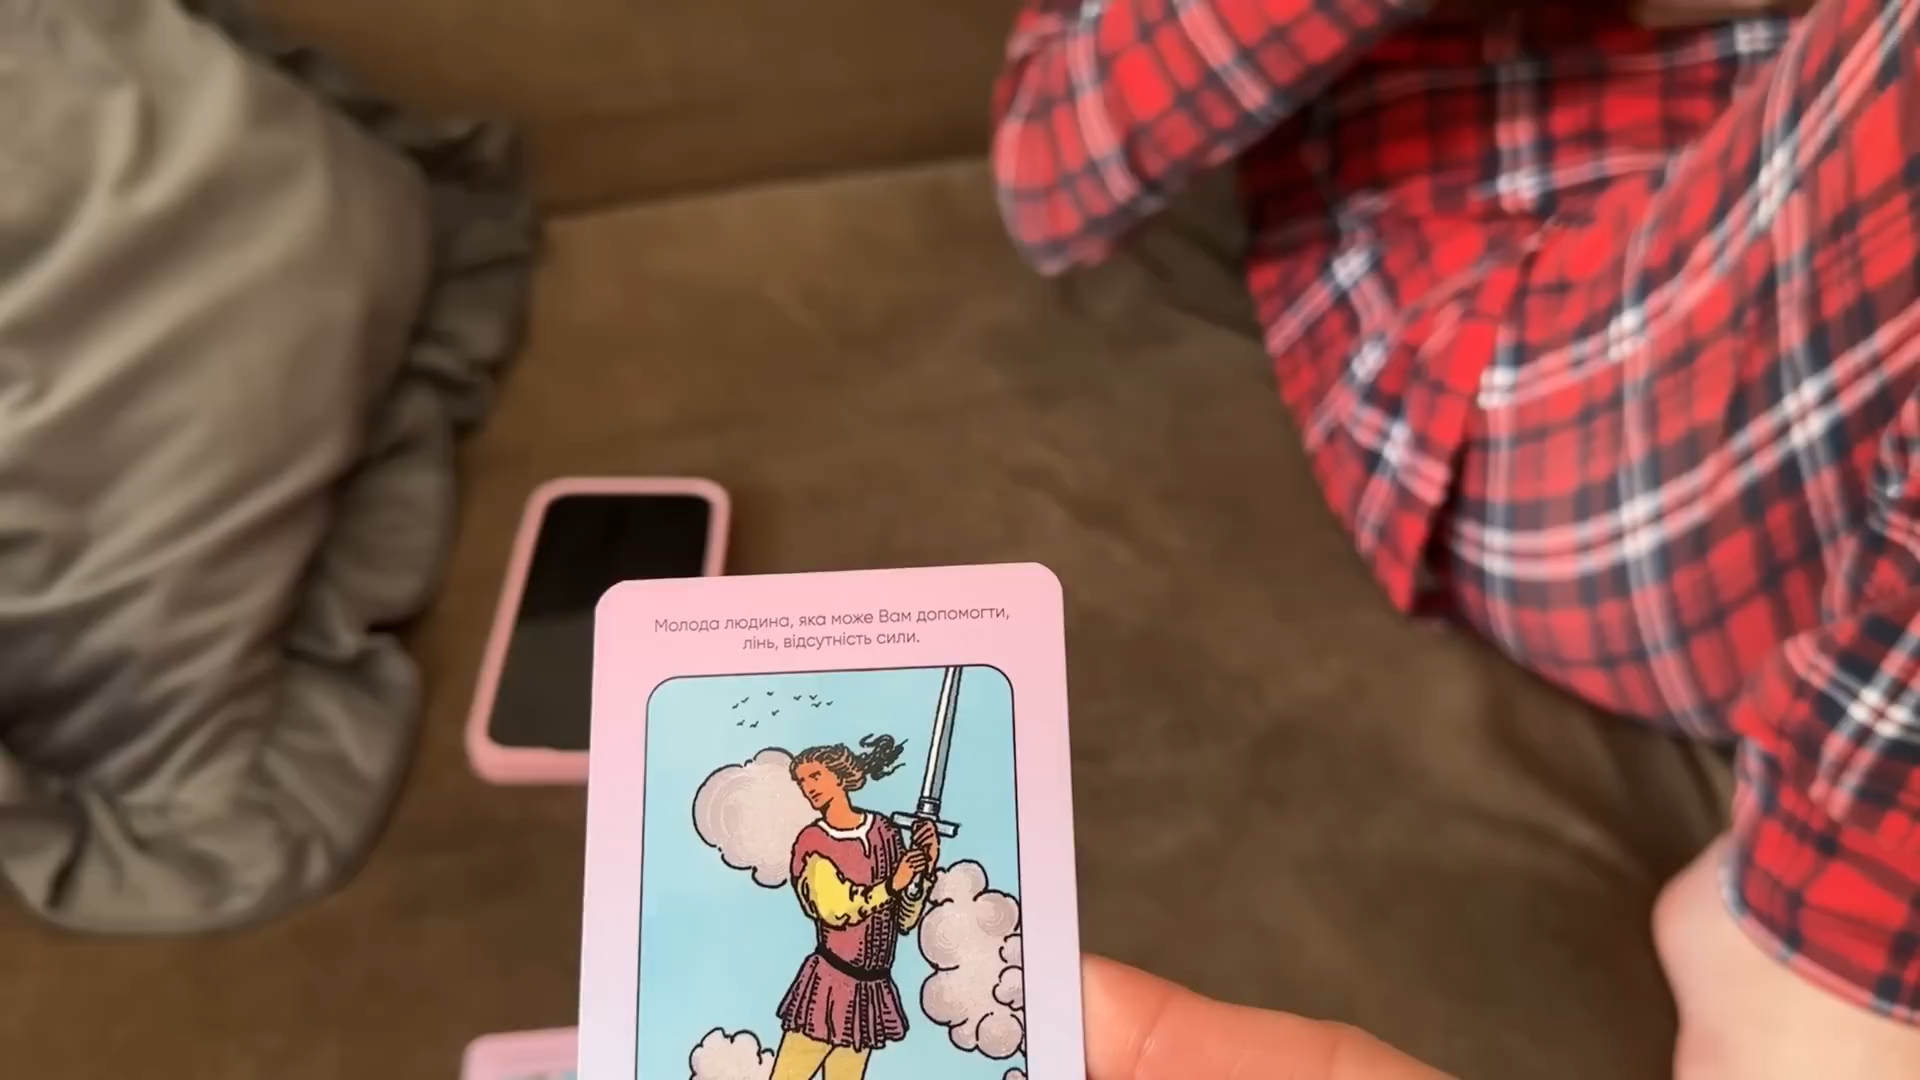 Молода людина, яка може Вам допомогти,
лінь, відсутність сили.